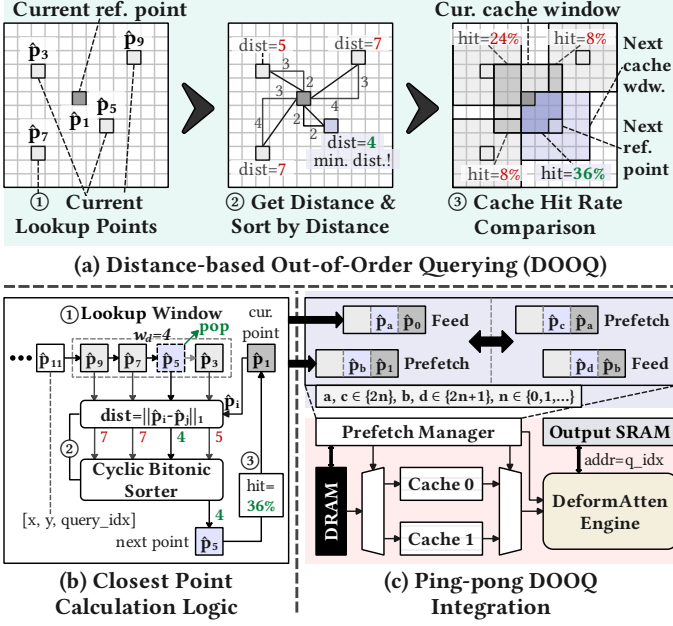 Current ref. point
p̂3
p̂9
p̂1
p̂5
p̂7
① Current
Lookup Points
dist=5
dist=7
3
3
2
3
3
2
4
4
2
2
dist=4
min. dist.!
dist=7
② Get Distance &
Sort by Distance
Cur. cache window
hit=24%
hit=8%
Next
cache
wdw.
Next
ref.
point
hit=8%
hit=36%
③ Cache Hit Rate
Comparison
(a) Distance-based Out-of-Order Querying (DOOQ)
① Lookup Window
w_d=4
pop
cur.
point
p̂11
p̂9
p̂7
p̂5
p̂3
p̂1
p̂i
dist=||p̂i-p̂j||1
7
7
4
5
②
③
Cyclic Bitonic
Sorter
hit=
36%
4
[x, y, query_idx]
next point
p̂5
(b) Closest Point
Calculation Logic
p̂a
p̂0
Feed
p̂c
p̂a
Prefetch
p̂b
p̂1
Prefetch
p̂d
p̂b
Feed
a, c ∈ {2n}, b, d ∈ {2n+1}, n ∈ {0,1,...}
Prefetch Manager
Output SRAM
addr=q_idx
DRAM
Cache 0
Cache 1
DeformAtten
Engine
(c) Ping-pong DOOQ
Integration